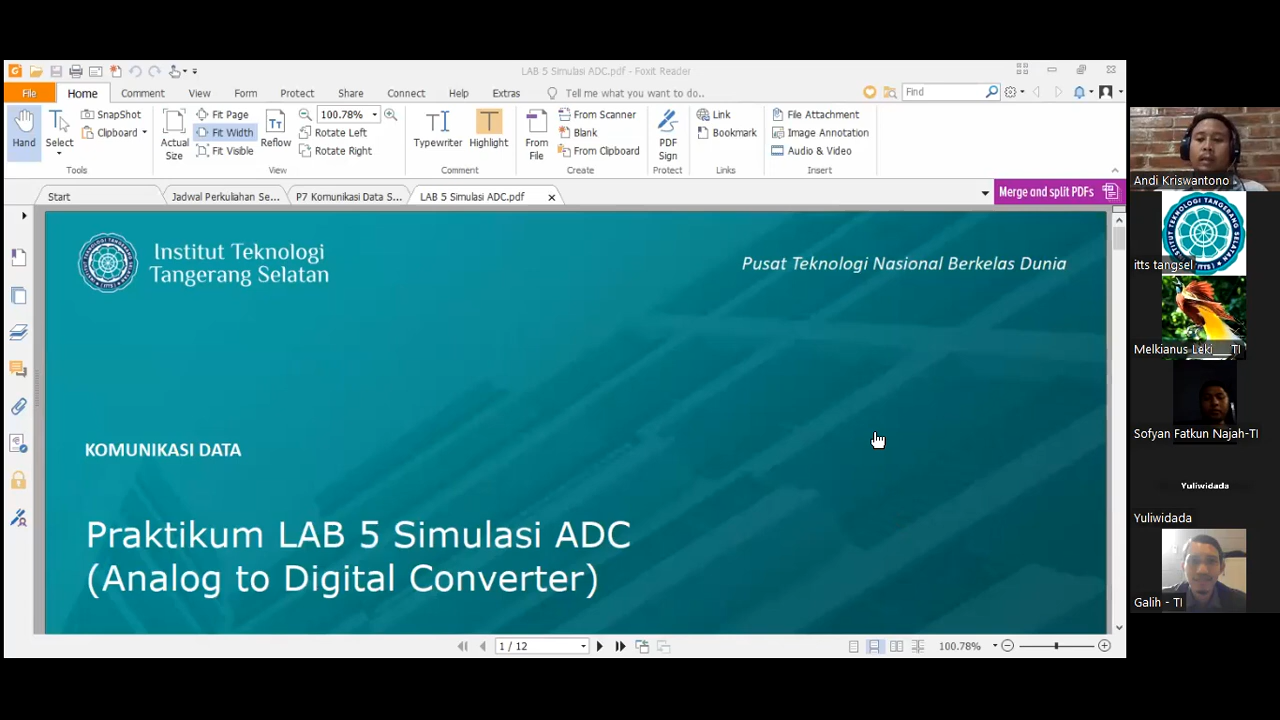 LAB 5 Simulasi ADC.pdf - Foxit Reader
File Home Comment View Form Protect Share Connect Help Extras Tell me what you want to do.. Find
Hand
Select
SnapShot
Clipboard
Tools
Actual Size
Fit Page
Fit Width
Fit Visible
Reflow
100.78%
Rotate Left
Rotate Right
View
Typewriter
Highlight
Comment
From File
From Scanner
Blank
From Clipboard
Create
PDF Sign
Protect
Link
Bookmark
Links
File Attachment
Image Annotation
Audio & Video
Insert
Start
Jadwal Perkuliahan Se...
P7 Komunikasi Data S...
LAB 5 Simulasi ADC.pdf
Merge and split PDFs
Institut Teknologi
Tangerang Selatan
Pusat Teknologi Nasional Berkelas Dunia
KOMUNIKASI DATA
Praktikum LAB 5 Simulasi ADC
(Analog to Digital Converter)
1 / 12
100.78%
Andi Kriswantono
itts tangsel
Melkianus Leki___TI
Sofyan Fatkun Najah-TI
Yuliwidada
Yuliwidada
Galih - TI